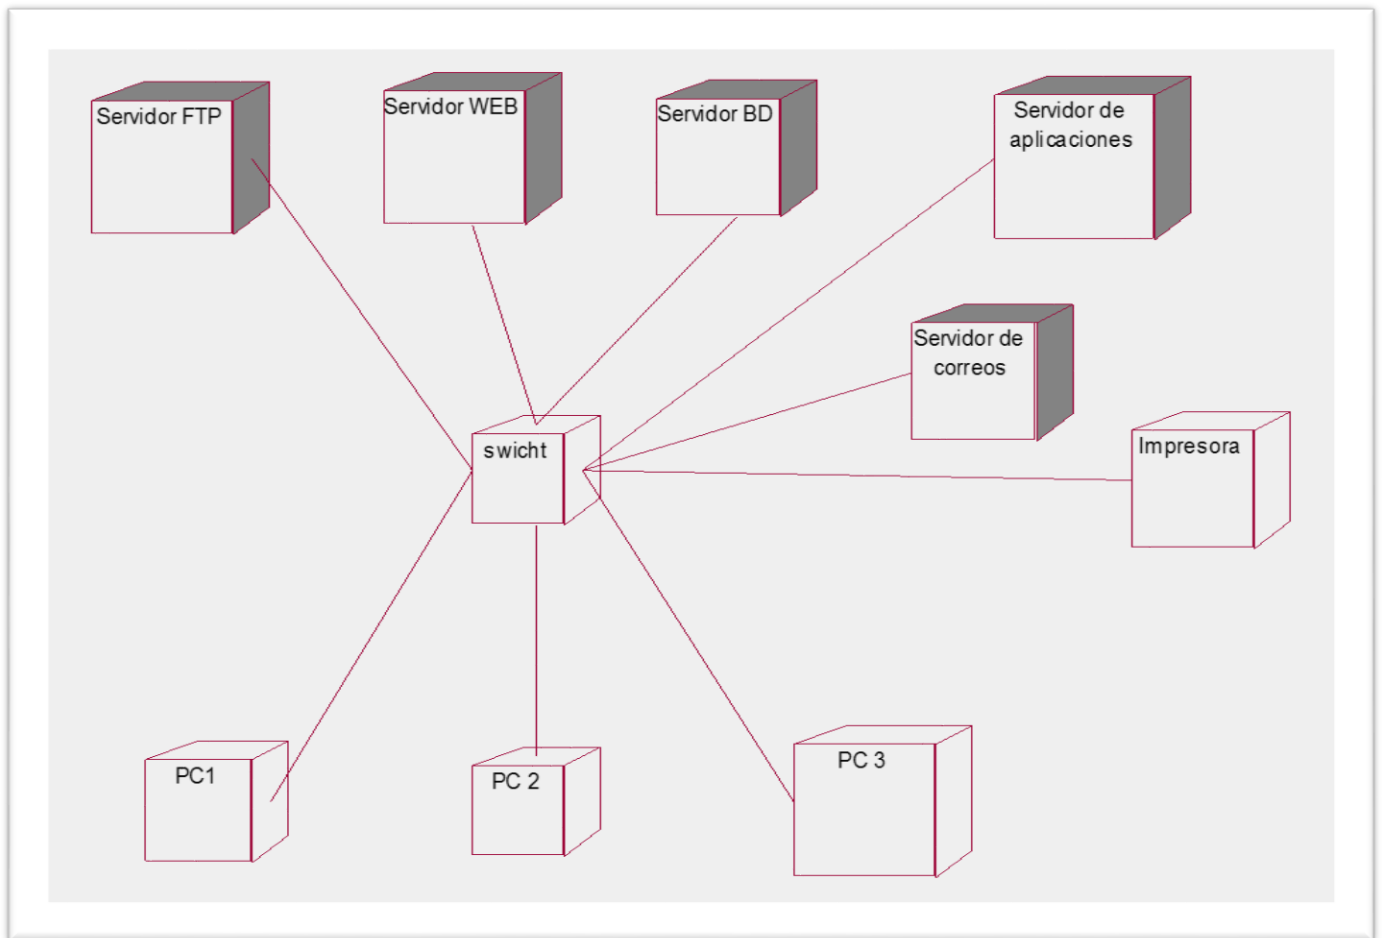 Servidor FTP
Servidor WEB
Servidor BD
Servidor de
aplicaciones
Servidor de
correos
Impresora
swicht
PC1
PC 2
PC 3